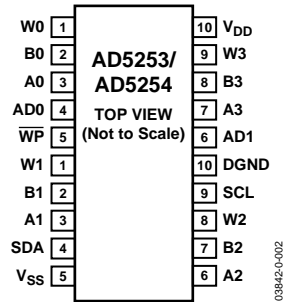 W0 1 10 VDD
B0 2 9 W3
A0 3 8 B3
AD0 4 7 A3
WP 5 6 AD1
W1 1 10 DGND
B1 2 9 SCL
A1 3 8 W2
SDA 4 7 B2
VSS 5 6 A2
AD5253/
AD5254
TOP VIEW
(Not to Scale)
03842-0-002